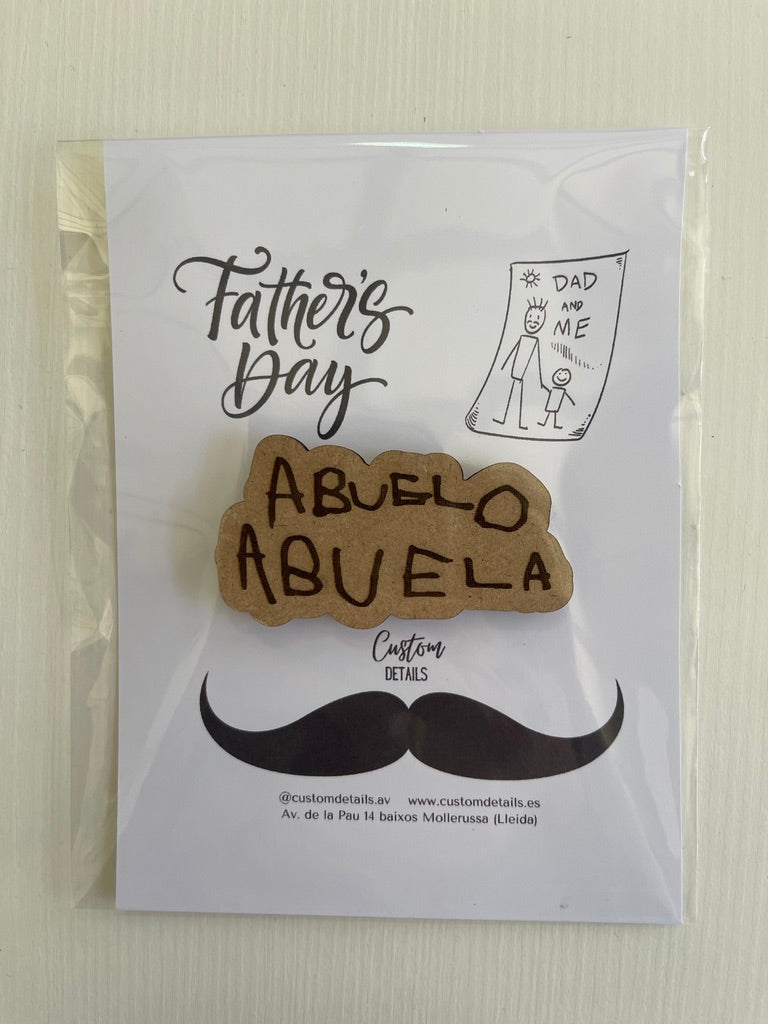 Father's
Day
DAD
AND
ME
ABUELO
ABUELA
Custom
DETAILS
@customdetails.av www.customdetails.es
Av. de la Pau 14 baixos Mollerussa (Lleida)